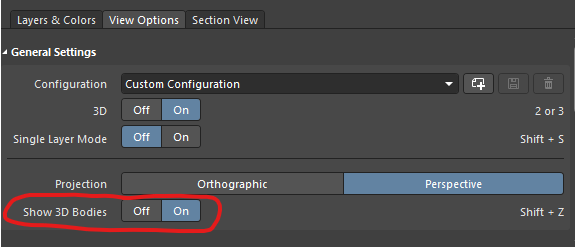 Layers & Colors View Options Section View
General Settings
Configuration Custom Configuration
3D Off On 2 or 3
Single Layer Mode Off On Shift + S
Projection Orthographic Perspective
Show 3D Bodies Off On Shift + Z